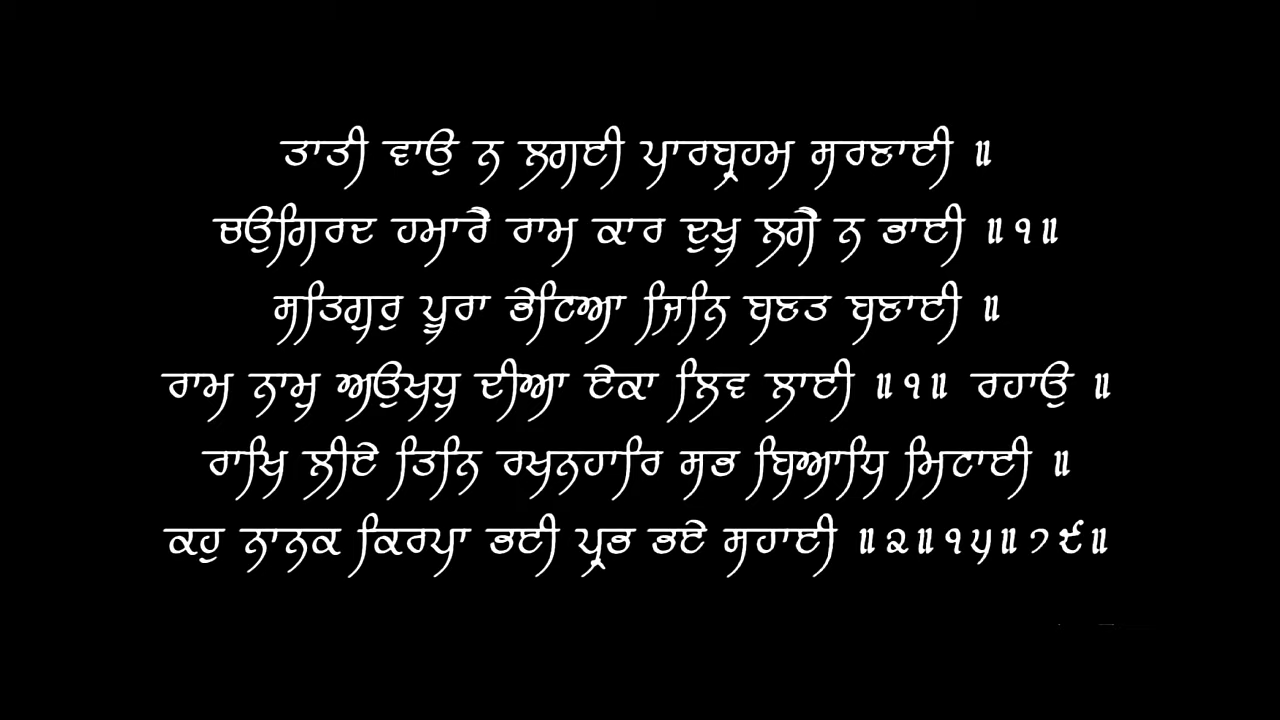 ਤਾਤੀ ਵਾਉ ਨ ਲਗਈ ਪਾਰਬ੍ਰਹਮ ਸਰਣਾਈ ॥
ਚਉਗਿਰਦ ਹਮਾਰੈ ਰਾਮ ਕਾਰ ਦੁਖੁ ਲਗੈ ਨ ਭਾਈ ॥੧॥
ਸਤਿਗੁਰੁ ਪੂਰਾ ਭੇਟਿਆ ਜਿਨਿ ਬਣਤ ਬਣਾਈ ॥
ਰਾਮ ਨਾਮੁ ਅਉਖਧੁ ਦੀਆ ਏਕਾ ਲਿਵ ਲਾਈ ॥੧॥ ਰਹਾਉ ॥
ਰਾਖਿ ਲੀਏ ਤਿਨਿ ਰਖਨਹਾਰਿ ਸਭ ਬਿਆਧਿ ਮਿਟਾਈ ॥
ਕਹੁ ਨਾਨਕ ਕਿਰਪਾ ਭਈ ਪ੍ਰਭ ਭਏ ਸਹਾਈ ॥੨॥੧੫॥੭੯॥